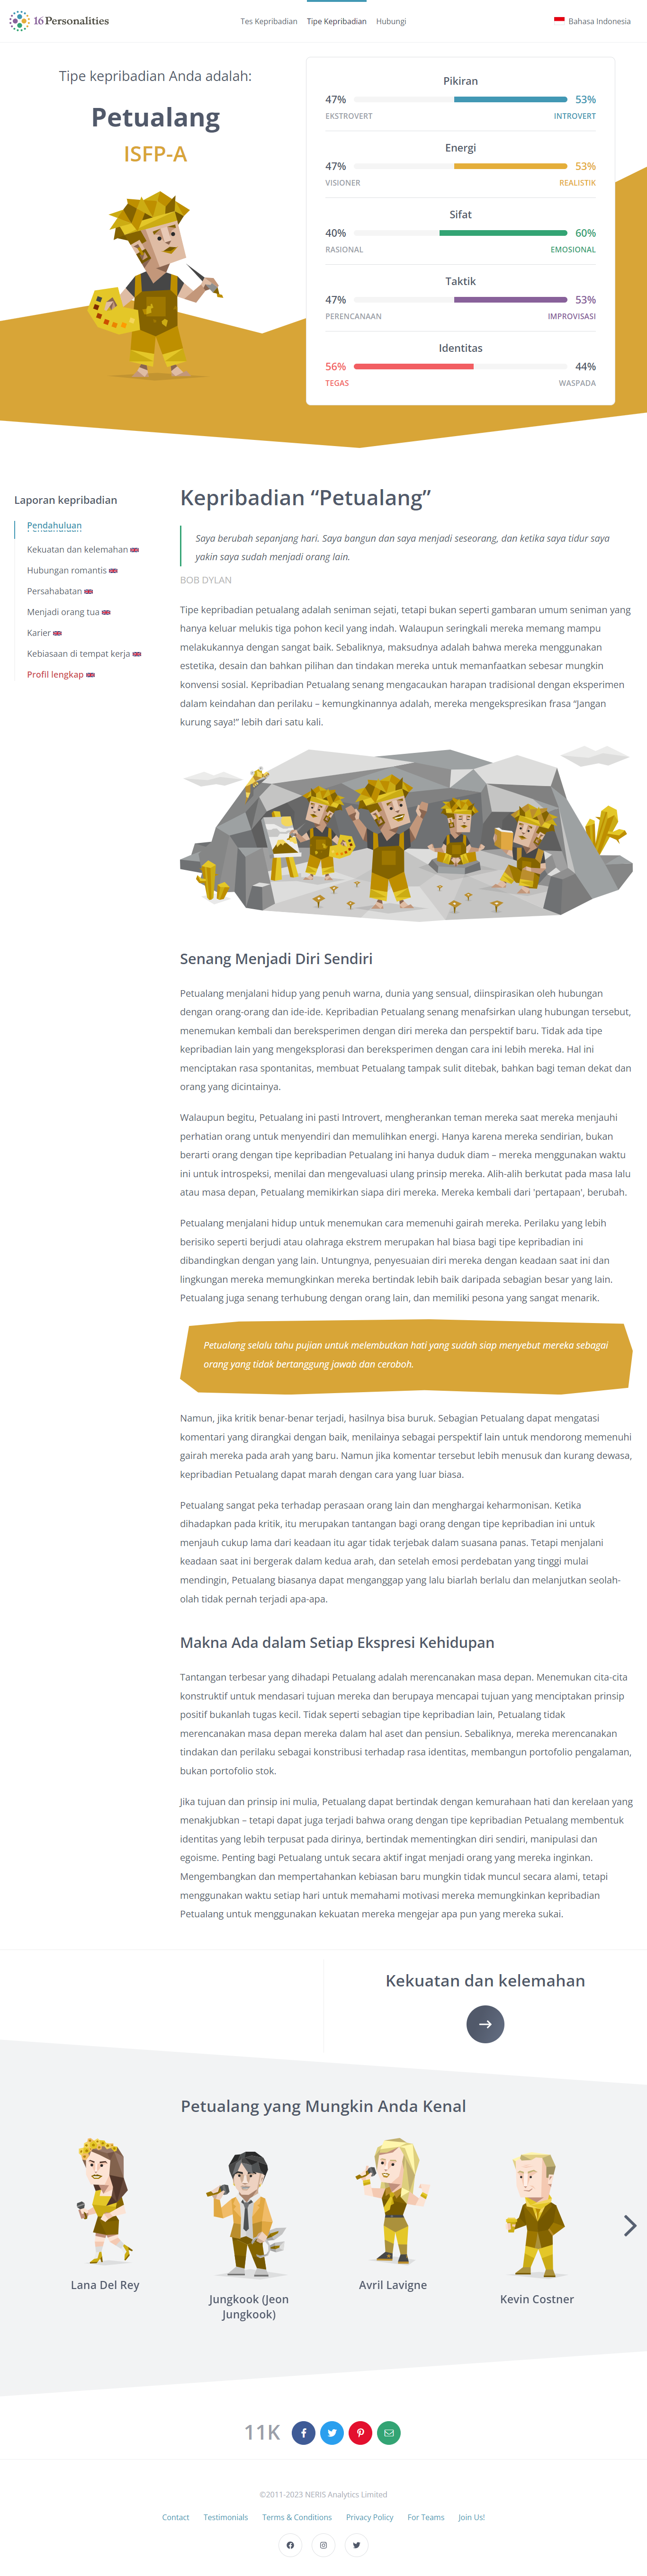 16Personalities
Tes Kepribadian
Tipe Kepribadian
Hubungi
Bahasa Indonesia
Tipe kepribadian Anda adalah:
Petualang
ISFP-A
Pikiran
47% 53%
EKSTROVERT INTROVERT
Energi
47% 53%
VISIONER REALISTIK
Sifat
40% 60%
RASIONAL EMOSIONAL
Taktik
47% 53%
PERENCANAAN IMPROVISASI
Identitas
56% 44%
TEGAS WASPADA
Laporan kepribadian
Pendahuluan
Kekuatan dan kelemahan
Hubungan romantis
Persahabatan
Menjadi orang tua
Karier
Kebiasaan di tempat kerja
Profil lengkap
Kepribadian “Petualang”
Saya berubah sepanjang hari. Saya bangun dan saya menjadi seseorang, dan ketika saya tidur saya
yakin saya sudah menjadi orang lain.
BOB DYLAN
Tipe kepribadian petualang adalah seniman sejati, tetapi bukan seperti gambaran umum seniman yang
hanya keluar melukis tiga pohon kecil yang indah. Walaupun seringkali mereka memang mampu
melakukannya dengan sangat baik. Sebaliknya, maksudnya adalah bahwa mereka menggunakan
estetika, desain dan bahkan pilihan dan tindakan mereka untuk memanfaatkan sebesar mungkin
konvensi sosial. Kepribadian Petualang senang mengacaukan harapan tradisional dengan eksperimen
dalam keindahan dan perilaku – kemungkinannya adalah, mereka mengekspresikan frasa “Jangan
kurung saya!” lebih dari satu kali.
Senang Menjadi Diri Sendiri
Petualang menjalani hidup yang penuh warna, dunia yang sensual, diinspirasikan oleh hubungan
dengan orang-orang dan ide-ide. Kepribadian Petualang senang menafsirkan ulang hubungan tersebut,
menemukan kembali dan bereksperimen dengan diri mereka dan perspektif baru. Tidak ada tipe
kepribadian lain yang mengeksplorasi dan bereksperimen dengan cara ini lebih mereka. Hal ini
menciptakan rasa spontanitas, membuat Petualang tampak sulit ditebak, bahkan bagi teman dekat dan
orang yang dicintainya.
Walaupun begitu, Petualang ini pasti Introvert, mengherankan teman mereka saat mereka menjauhi
perhatian orang untuk menyendiri dan memulihkan energi. Hanya karena mereka sendirian, bukan
berarti orang dengan tipe kepribadian Petualang ini hanya duduk diam – mereka menggunakan waktu
ini untuk introspeksi, menilai dan mengevaluasi ulang prinsip mereka. Alih-alih berkutat pada masa lalu
atau masa depan, Petualang memikirkan siapa diri mereka. Mereka kembali dari 'pertapaan', berubah.
Petualang menjalani hidup untuk menemukan cara memenuhi gairah mereka. Perilaku yang lebih
berisiko seperti berjudi atau olahraga ekstrem merupakan hal biasa bagi tipe kepribadian ini
dibandingkan dengan yang lain. Untungnya, penyesuaian diri mereka dengan keadaan saat ini dan
lingkungan mereka memungkinkan mereka bertindak lebih baik daripada sebagian besar yang lain.
Petualang juga senang terhubung dengan orang lain, dan memiliki pesona yang sangat menarik.
Petualang selalu tahu pujian untuk melembutkan hati yang sudah siap menyebut mereka sebagai
orang yang tidak bertanggung jawab dan ceroboh.
Namun, jika kritik benar-benar terjadi, hasilnya bisa buruk. Sebagian Petualang dapat mengatasi
komentari yang dirangkai dengan baik, menilainya sebagai perspektif lain untuk mendorong memenuhi
gairah mereka pada arah yang baru. Namun jika komentar tersebut lebih menusuk dan kurang dewasa,
kepribadian Petualang dapat marah dengan cara yang luar biasa.
Petualang sangat peka terhadap perasaan orang lain dan menghargai keharmonisan. Ketika
dihadapkan pada kritik, itu merupakan tantangan bagi orang dengan tipe kepribadian ini untuk
menjauh cukup lama dari keadaan itu agar tidak terjebak dalam suasana panas. Tetapi menjalani
keadaan saat ini bergerak dalam kedua arah, dan setelah emosi perdebatan yang tinggi mulai
mendingin, Petualang biasanya dapat menganggap yang lalu biarlah berlalu dan melanjutkan seolah-
olah tidak pernah terjadi apa-apa.
Makna Ada dalam Setiap Ekspresi Kehidupan
Tantangan terbesar yang dihadapi Petualang adalah merencanakan masa depan. Menemukan cita-cita
konstruktif untuk mendasari tujuan mereka dan berupaya mencapai tujuan yang menciptakan prinsip
positif bukanlah tugas kecil. Tidak seperti sebagian tipe kepribadian lain, Petualang tidak
merencanakan masa depan mereka dalam hal aset dan pensiun. Sebaliknya, mereka merencanakan
tindakan dan perilaku sebagai konstribusi terhadap rasa identitas, membangun portofolio pengalaman,
bukan portofolio stok.
Jika tujuan dan prinsip ini mulia, Petualang dapat bertindak dengan kemurahaan hati dan kerelaan yang
menakjubkan – tetapi dapat juga terjadi bahwa orang dengan tipe kepribadian Petualang membentuk
identitas yang lebih terpusat pada dirinya, bertindak mementingkan diri sendiri, manipulasi dan
egoisme. Penting bagi Petualang untuk secara aktif ingat menjadi orang yang mereka inginkan.
Mengembangkan dan mempertahankan kebiasan baru mungkin tidak muncul secara alami, tetapi
menggunakan waktu setiap hari untuk memahami motivasi mereka memungkinkan kepribadian
Petualang untuk menggunakan kekuatan mereka mengejar apa pun yang mereka sukai.
Kekuatan dan kelemahan
Petualang yang Mungkin Anda Kenal
Lana Del Rey
Jungkook (Jeon
Jungkook)
Avril Lavigne
Kevin Costner
11K
©2011-2023 NERIS Analytics Limited
Contact
Testimonials
Terms & Conditions
Privacy Policy
For Teams
Join Us!